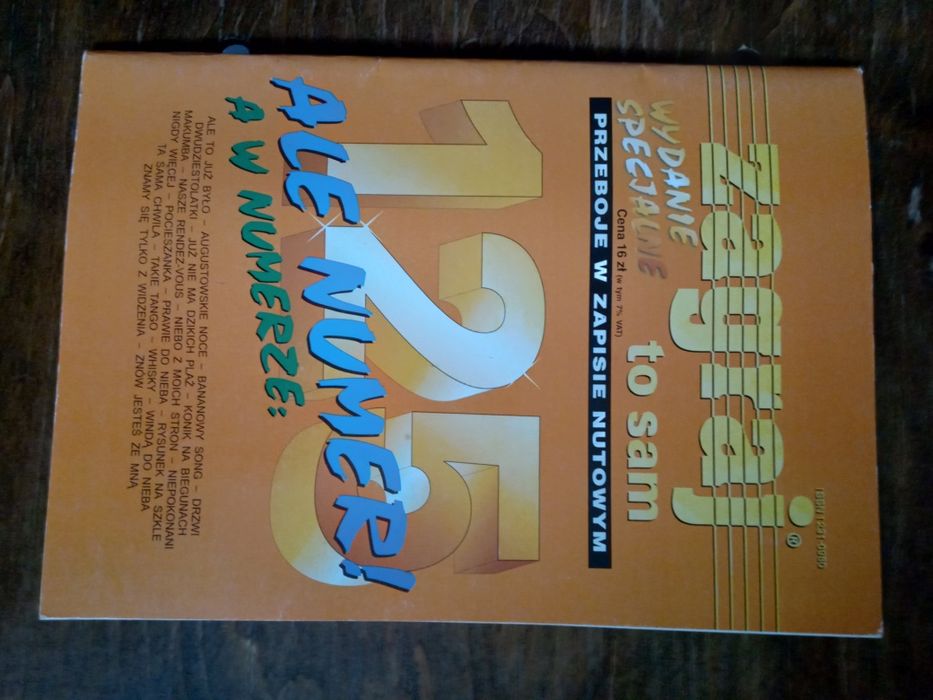 ISSN 1231-0980
zagraj®
to sam
WYDANIE
SPECJALNE
Cena 16 zł (w tym 7% VAT)
PRZEBOJE W ZAPISIE NUTOWYM
125
ALE NUMER!
A W NUMERZE:
ALE TO JUŻ BYŁO – AUGUSTOWSKIE NOCE – BANANOWY SONG – DRZWI
DWUDZIESTOLATKI – JUŻ NIE MA DZIKICH PLAŻ – KONIK NA BIEGUNACH
MAKUMBA – NASZE RENDEZ-VOUS – NIEBO Z MOICH STRON – NIEPOKONANI
NIGDY WIĘCEJ – POCIESZANKA – PRAWIE DO NIEBA – RYSUNEK NA SZKLE
TA SAMA CHWILA – TAKIE TANGO – WHISKY – WINDĄ DO NIEBA
ZNAMY SIĘ TYLKO Z WIDZENIA – ZNÓW JESTEŚ ZE MNĄ